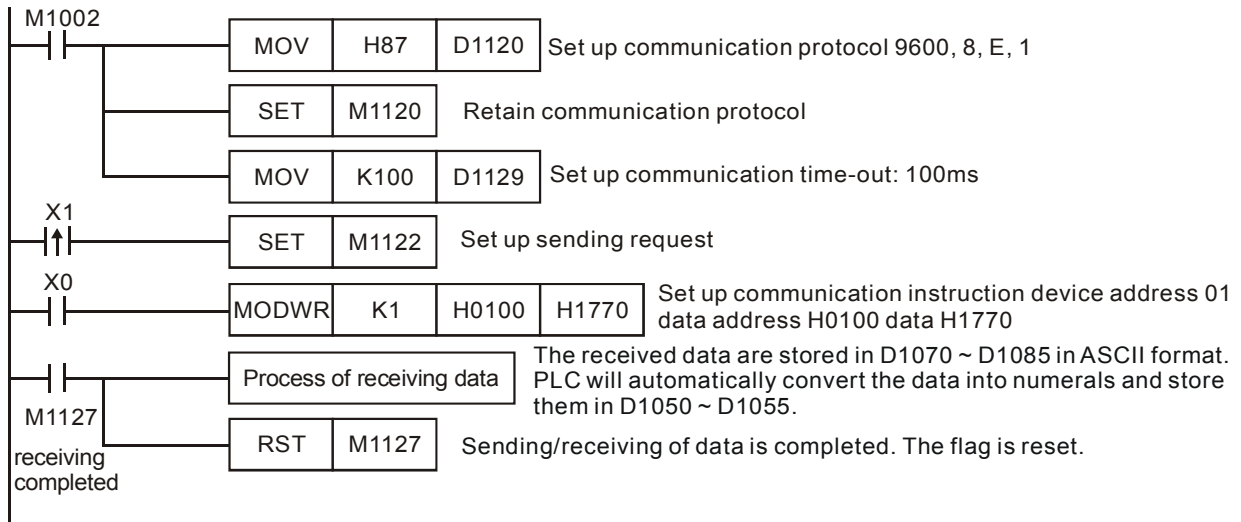 M1002
MOV H87 D1120 Set up communication protocol 9600, 8, E, 1
SET M1120 Retain communication protocol
MOV K100 D1129 Set up communication time-out: 100ms
X1
SET M1122 Set up sending request
X0
MODWR K1 H0100 H1770 Set up communication instruction device address 01
data address H0100 data H1770
Process of receiving data
The received data are stored in D1070 ~ D1085 in ASCII format.
PLC will automatically convert the data into numerals and store
them in D1050 ~ D1055.
M1127
RST M1127 Sending/receiving of data is completed. The flag is reset.
receiving
completed